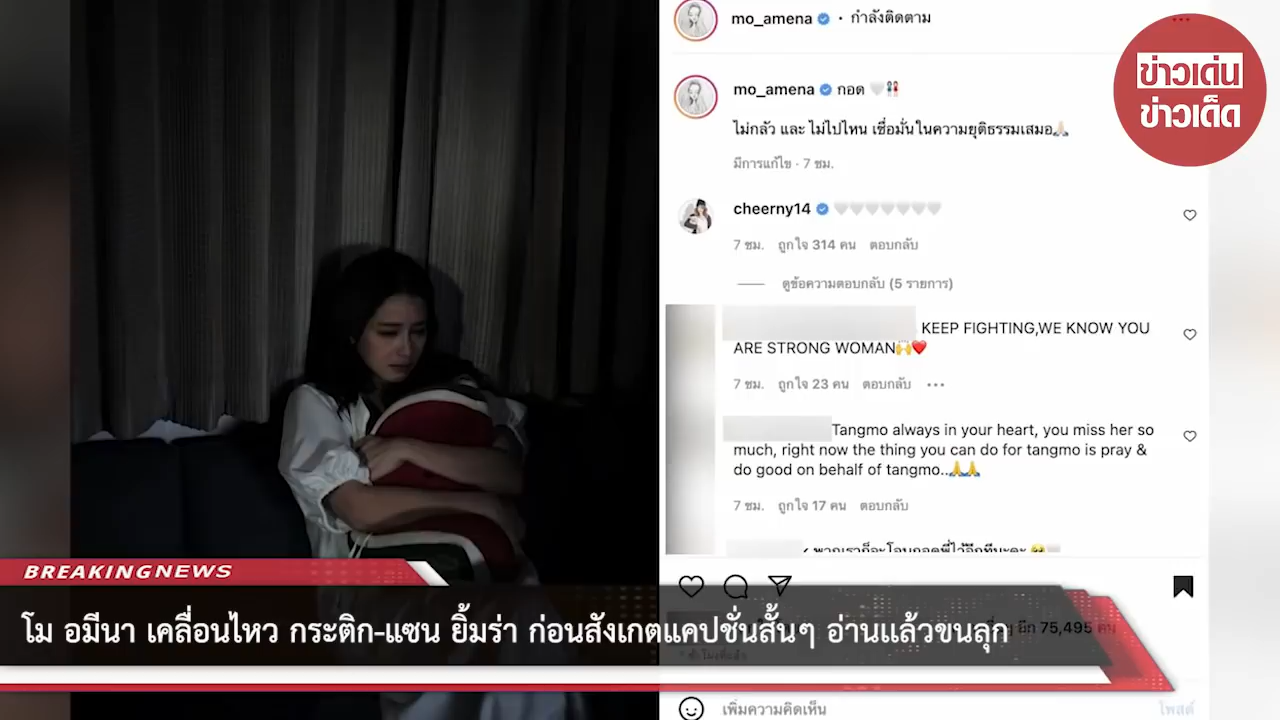 mo_amena • กำลังติดตาม
ข่าวเด่น
ข่าวเด็ด
mo_amena กอด 🤍👭🏻
ไม่กลัว และ ไม่ไปไหน เชื่อมั่นในความยุติธรรมเสมอ🙏🏻
มีการแก้ไข · 7 ชม.
cheerny14 🤍🤍🤍🤍🤍🤍🤍
7 ชม. ถูกใจ 314 คน ตอบกลับ
ดูข้อความตอบกลับ (5 รายการ)
KEEP FIGHTING,WE KNOW YOU
ARE STRONG WOMAN🙌❤️
7 ชม. ถูกใจ 23 คน ตอบกลับ •••
Tangmo always in your heart, you miss her so
much, right now the thing you can do for tangmo is pray &
do good on behalf of tangmo..🙏🙏
7 ชม. ถูกใจ 17 คน ตอบกลับ
BREAKINGNEWS
โม อมีนา เคลื่อนไหว กระติก-แซน ยิ้มร่า ก่อนสังเกตแคปชั่นสั้นๆ อ่านแล้วขนลุก
อีก 75,495 คน
เพิ่มความคิดเห็น
โพสต์